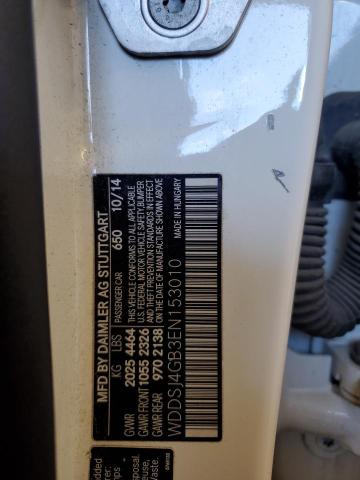 MFD BY DAIMLER AG STUTTGART
PASSENGER CAR 650 10/14
KG LBS
GVWR 2025 4464
GAWR FRONT 1055 2326
GAWR REAR 970 2138
THIS VEHICLE CONFORMS TO ALL APPLICABLE
U.S. FEDERAL MOTOR VEHICLE SAFETY, BUMPER
& THEFT PREVENTION STANDARDS IN EFFECT
ON THE DATE OF MANUFACTURE SHOWN ABOVE
MADE IN HUNGARY
WDDSJ4GB3EN153010